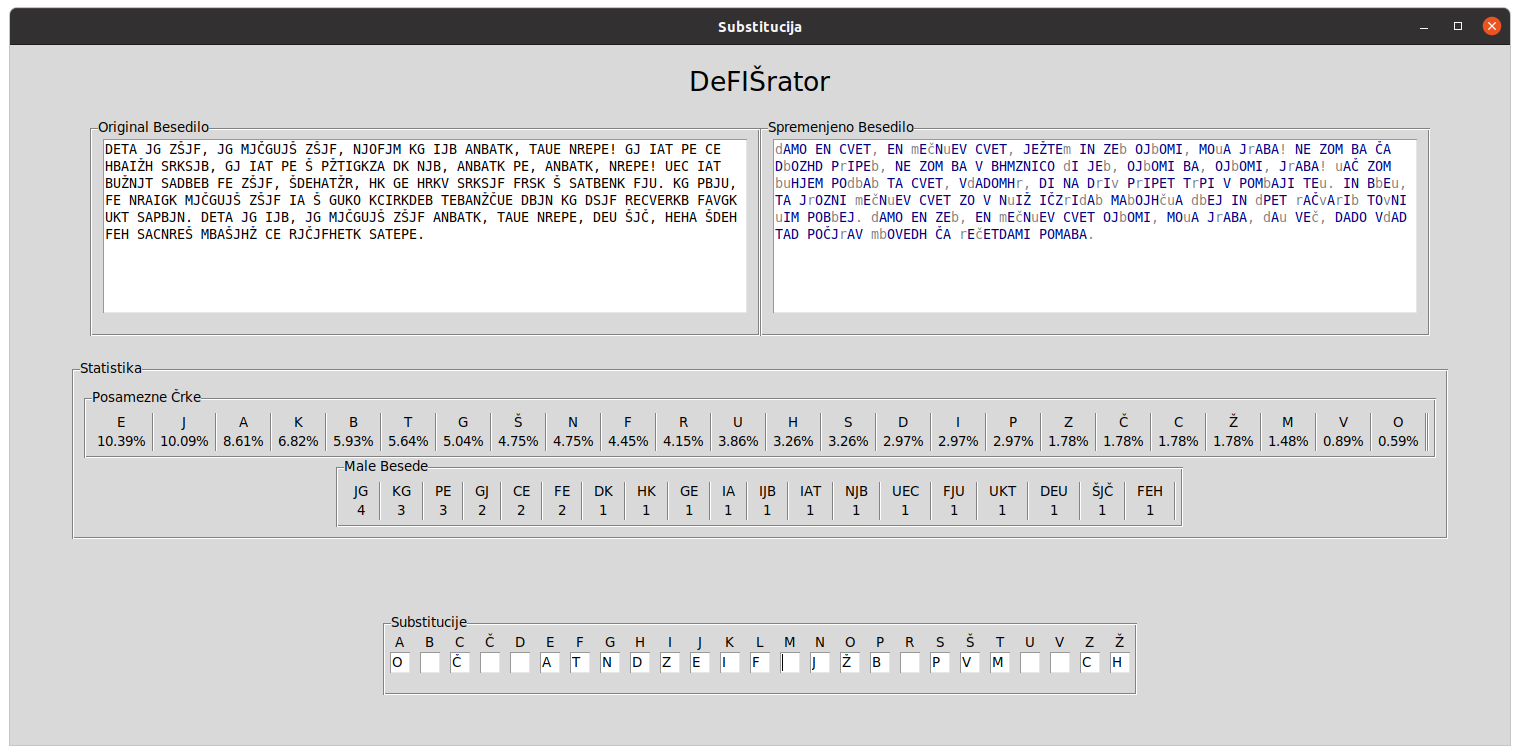 Substitucija
DeFIŠrator
Original Besedilo
DETA JG ZŠJF, JG MJČGUJŠ ZŠJF, NJOFJM KG IJB ANBATK, TAUE NREPE! GJ IAT PE CE
HBAIŽH SRKSJB, GJ IAT PE Š PŽTIGKZA DK NJB, ANBATK PE, ANBATK, NREPE! UEC IAT
BUŽNJT SADBEB FE ZŠJF, ŠDEHATŽR, HK GE HRKV SRKSJF FRSK Š SATBENK FJU. KG PBJU,
FE NRAIGK MJČGUJŠ ZŠJF IA Š GUKO KCIRKDEB TEBANŽČUE DBJN KG DSJF RECVERKB FAVGK
UKT SAPBJN. DETA JG IJB, JG MJČGUJŠ ZŠJF ANBATK, TAUE NREPE, DEU ŠJČ, HEHA ŠDEH
FEH SACNREŠ MBAŠJHŽ CE RJČJFHETK SATEPE.
Spremenjeno Besedilo
dAMO EN CVET, EN mEčNuEV CVET, JEŽTEm IN ZEb OJbOMI, MOuA JrABA! NE ZOM BA ČA
DbOZHD PrIPEb, NE ZOM BA V BHMZNICO dI JEb, OJbOMI BA, OJbOMI, JrABA! uAČ ZOM
buHJEM POdbAb TA CVET, VdADOMHr, DI NA DrIv PrIPET TrPI V POMbAJI TEu. IN BbEu,
TA JrOZNI mEčNuEV CVET ZO V NuIŽ IČZrIdAb MAbOJHčuA dbEJ IN dPET rAČvArIb TOvNI
uIM POBbEJ. dAMO EN ZEb, EN mEčNuEV CVET OJbOMI, MOuA JrABA, dAu VEč, DADO VdAD
TAD POČJrAV mbOVEDH ČA rEčETDAMI POMABA.
Statistika
Posamezne Črke
E J A K B T G Š N F R U H S D I P Z Č C Ž M V O
10.39% 10.09% 8.61% 6.82% 5.93% 5.64% 5.04% 4.75% 4.75% 4.45% 4.15% 3.86% 3.26% 3.26% 2.97% 2.97% 2.97% 1.78% 1.78% 1.78% 1.78% 1.48% 0.89% 0.59%
Male Besede
JG KG PE GJ CE FE DK HK GE IA IJB IAT NJB UEC FJU UKT DEU ŠJČ FEH
4 3 3 2 2 2 1 1 1 1 1 1 1 1 1 1 1 1 1
Substitucije
A B C Č D E F G H I J K L M N O P R S Š T U V Z Ž
O Č A T N D Z E I F J Ž B P V M C H